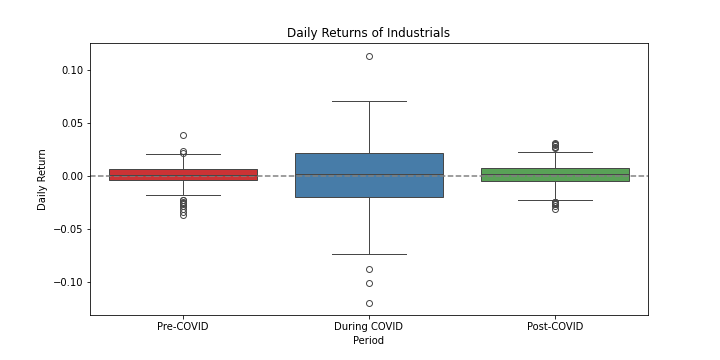 Daily Returns of Industrials
0.10
0.05
0.00
−0.05
−0.10
Daily Return
Pre-COVID
During COVID
Post-COVID
Period